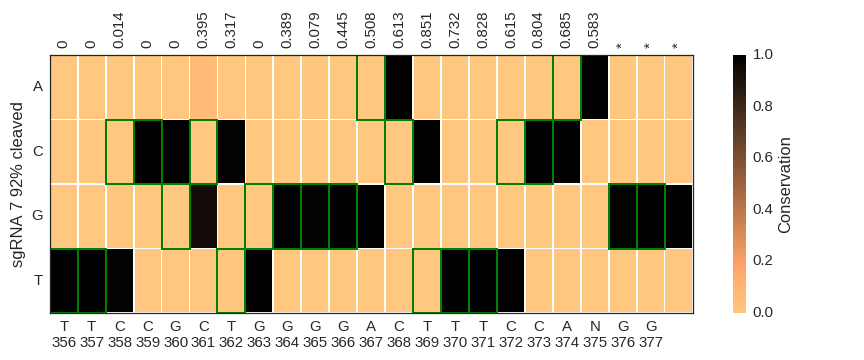 0 0 0.014 0 0 0.395 0.317 0 0.389 0.079 0.445 0.508 0.613 0.851 0.732 0.828 0.615 0.804 0.685 0.583 * * *
sgRNA 7 92% cleaved
A
C
G
T
T T C C G C T G G G G A C T T T C C A N G G
356 357 358 359 360 361 362 363 364 365 366 367 368 369 370 371 372 373 374 375 376 377
1.0
0.8
0.6
0.4
0.2
0.0
Conservation